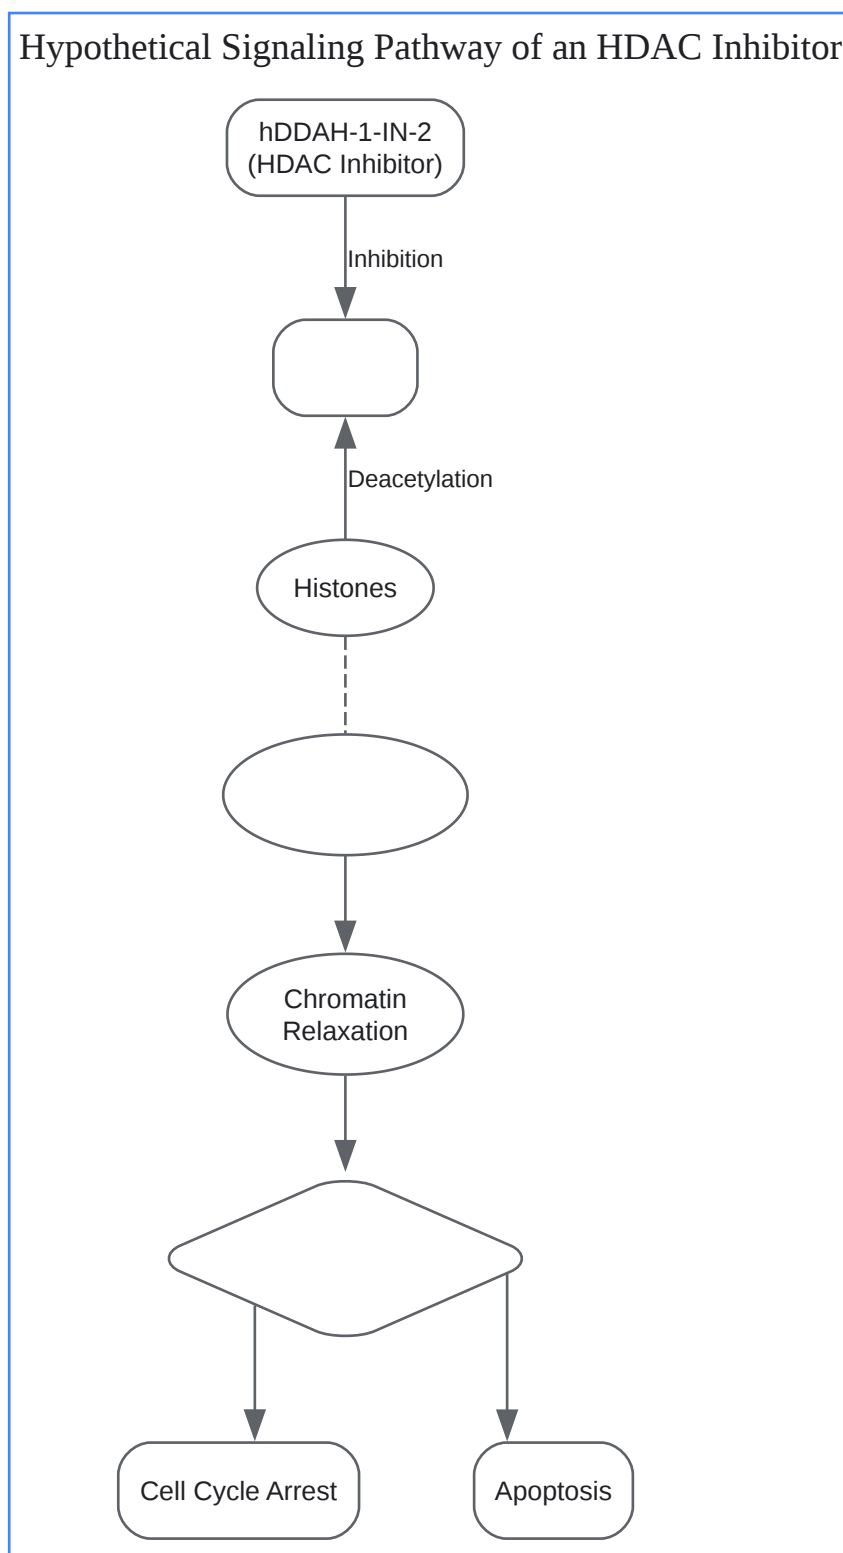 Hypothetical Signaling Pathway of an HDAC Inhibitor
hDDAH-1-IN-2
(HDAC Inhibitor)
Inhibition
Deacetylation
Histones
Chromatin
Relaxation
Cell Cycle Arrest
Apoptosis